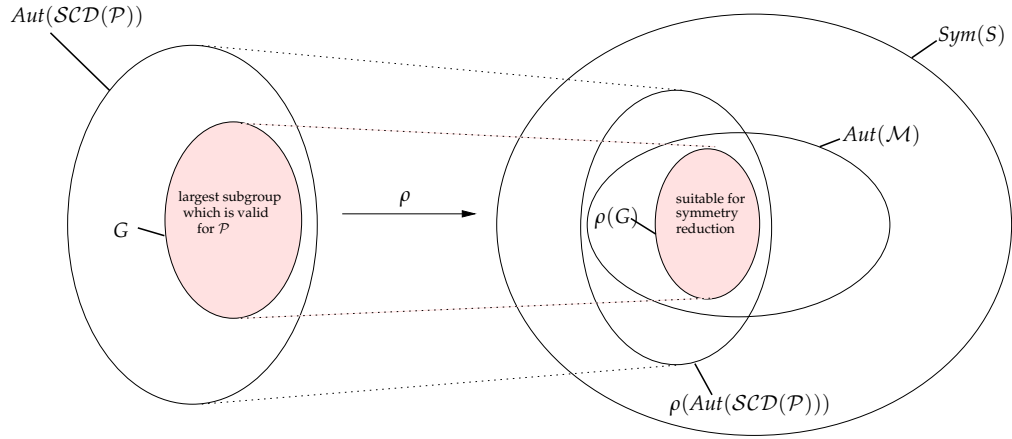 Aut(𝒮𝒞𝒟(𝒫))
Sym(S)
Aut(ℳ)
largest subgroup
which is valid
for 𝒫
G
ρ
ρ(G)
suitable for
symmetry
reduction
ρ(Aut(𝒮𝒞𝒟(𝒫)))